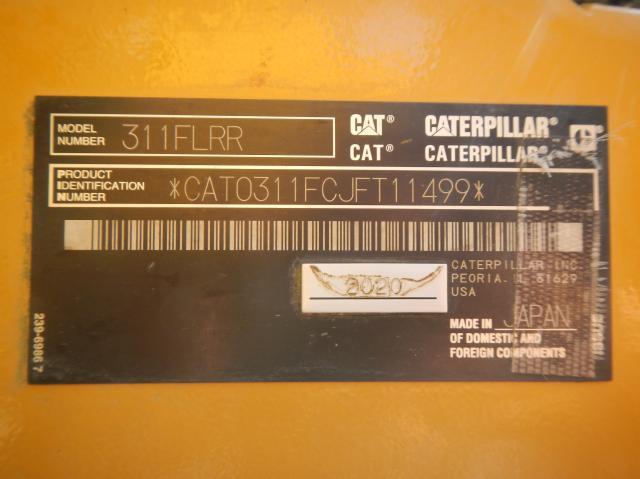 MODEL NUMBER 311FLRR
CAT® CATERPILLAR®
CAT® CATERPILLAR®
PRODUCT IDENTIFICATION NUMBER *CAT0311FCJFT11499*
2020
CATERPILLAR INC
PEORIA. IL 61629
USA
MADE IN JAPAN
OF DOMESTIC AND
FOREIGN COMPONENTS
239-6986 7